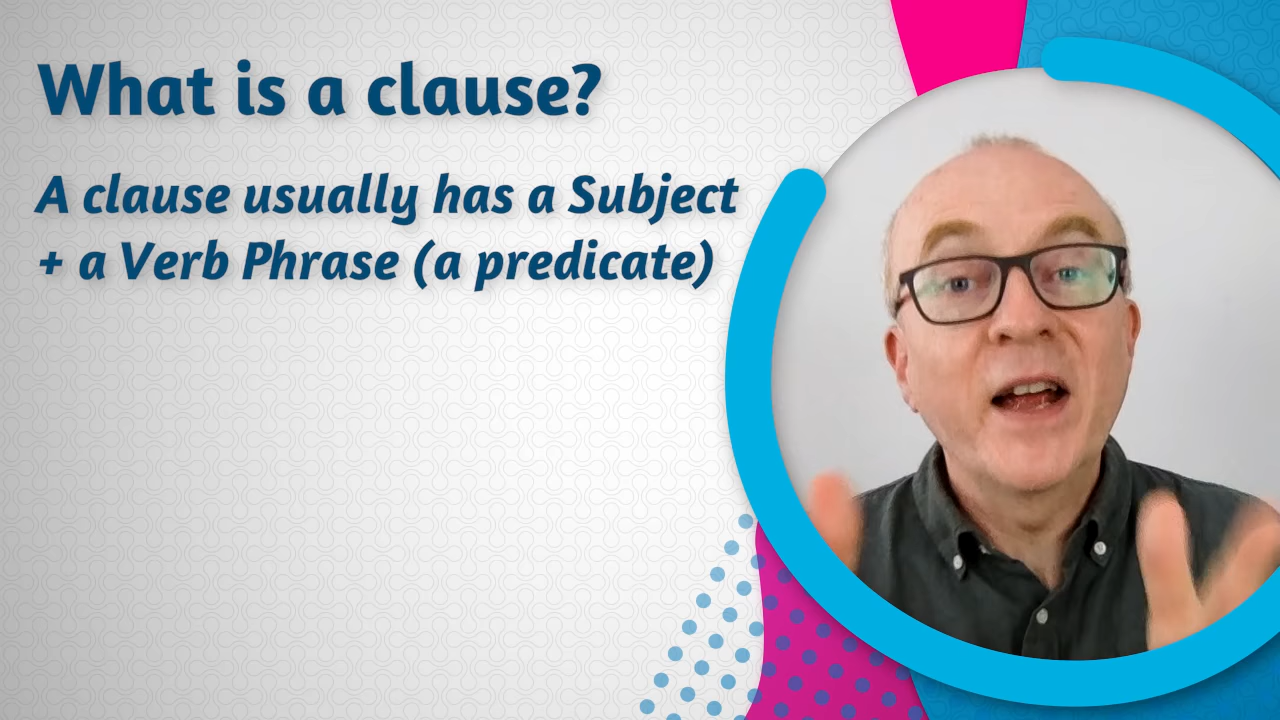 What is a clause?
A clause usually has a Subject
+ a Verb Phrase (a predicate)